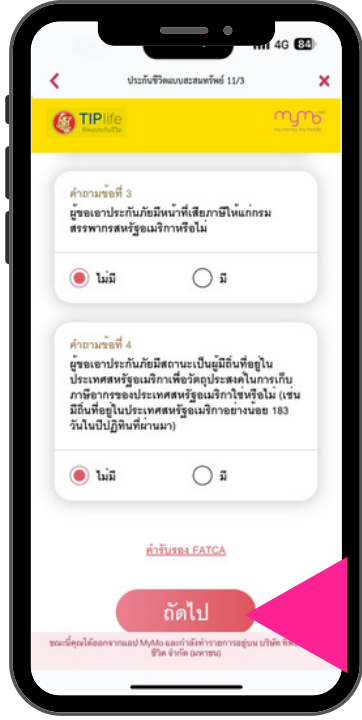 4G 84
ประกันชีวิตแบบสะสมทรัพย์ 11/3
TIPlife
ทิพยประกันชีวิต
mymo
my money. my mobile
คำถามข้อที่ 3
ผู้ขอเอาประกันภัยมีหน้าที่เสียภาษีให้แก่กรม
สรรพากรสหรัฐอเมริกาหรือไม่
ไม่มี
มี
คำถามข้อที่ 4
ผู้ขอเอาประกันภัยมีสถานะเป็นผู้มีถิ่นที่อยู่ใน
ประเทศสหรัฐอเมริกาเพื่อวัตถุประสงค์ในการเก็บ
ภาษีอากรของประเทศสหรัฐอเมริกาใช่หรือไม่ (เช่น
มีถิ่นที่อยู่ในประเทศสหรัฐอเมริกาอย่างน้อย 183
วันในปีปฏิทินที่ผ่านมา)
ไม่มี
มี
คำรับรอง FATCA
ถัดไป
ขณะนี้คุณได้ออกจากแอป MyMo และกำลังทำรายการอยู่บน บริษัท
ชีวิต จำกัด (มหาชน)